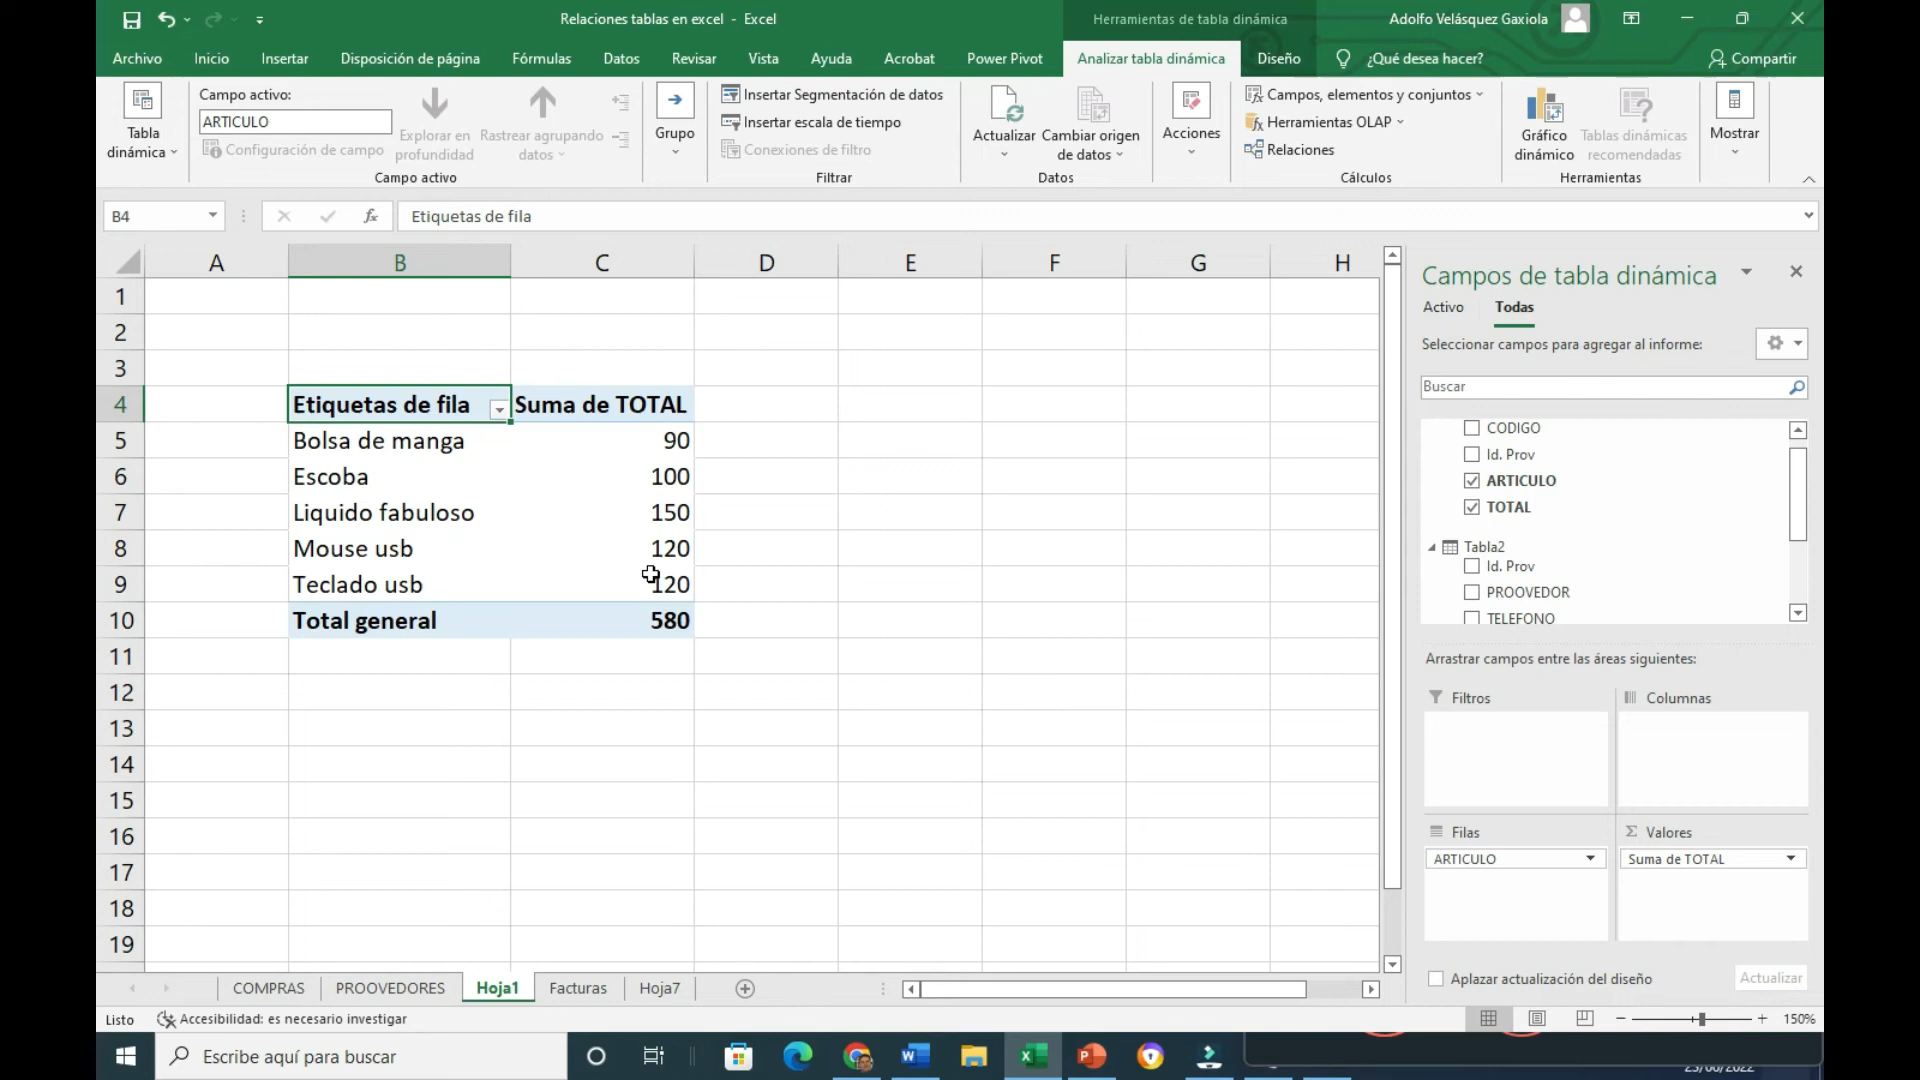 Relaciones tablas en excel - Excel
Herramientas de tabla dinámica
Adolfo Velásquez Gaxiola
Archivo Inicio Insertar Disposición de página Fórmulas Datos Revisar Vista Ayuda Acrobat Power Pivot Analizar tabla dinámica Diseño ¿Qué desea hacer? Compartir
Tabla dinámica
Campo activo:
ARTICULO
Configuración de campo
Explorar en profundidad
Rastrear agrupando datos
Campo activo
Grupo
Insertar Segmentación de datos
Insertar escala de tiempo
Conexiones de filtro
Filtrar
Actualizar
Cambiar origen de datos
Datos
Acciones
Campos, elementos y conjuntos
Herramientas OLAP
Relaciones
Cálculos
Gráfico dinámico
Tablas dinámicas recomendadas
Herramientas
Mostrar
B4
fx
Etiquetas de fila
A B C D E F G H
1
2
3
4 Etiquetas de fila Suma de TOTAL
5 Bolsa de manga 90
6 Escoba 100
7 Liquido fabuloso 150
8 Mouse usb 120
9 Teclado usb 120
10 Total general 580
11
12
13
14
15
16
17
18
19
Campos de tabla dinámica
Activo Todas
Seleccionar campos para agregar al informe:
Buscar
CODIGO
Id. Prov
ARTICULO
TOTAL
Tabla2
Id. Prov
PROOVEDOR
TELEFONO
Arrastrar campos entre las áreas siguientes:
Filtros
Columnas
Filas
ARTICULO
Σ Valores
Suma de TOTAL
Aplazar actualización del diseño
Actualizar
COMPRAS PROOVEDORES Hoja1 Facturas Hoja7
Listo
Accesibilidad: es necesario investigar
150%
Escribe aquí para buscar